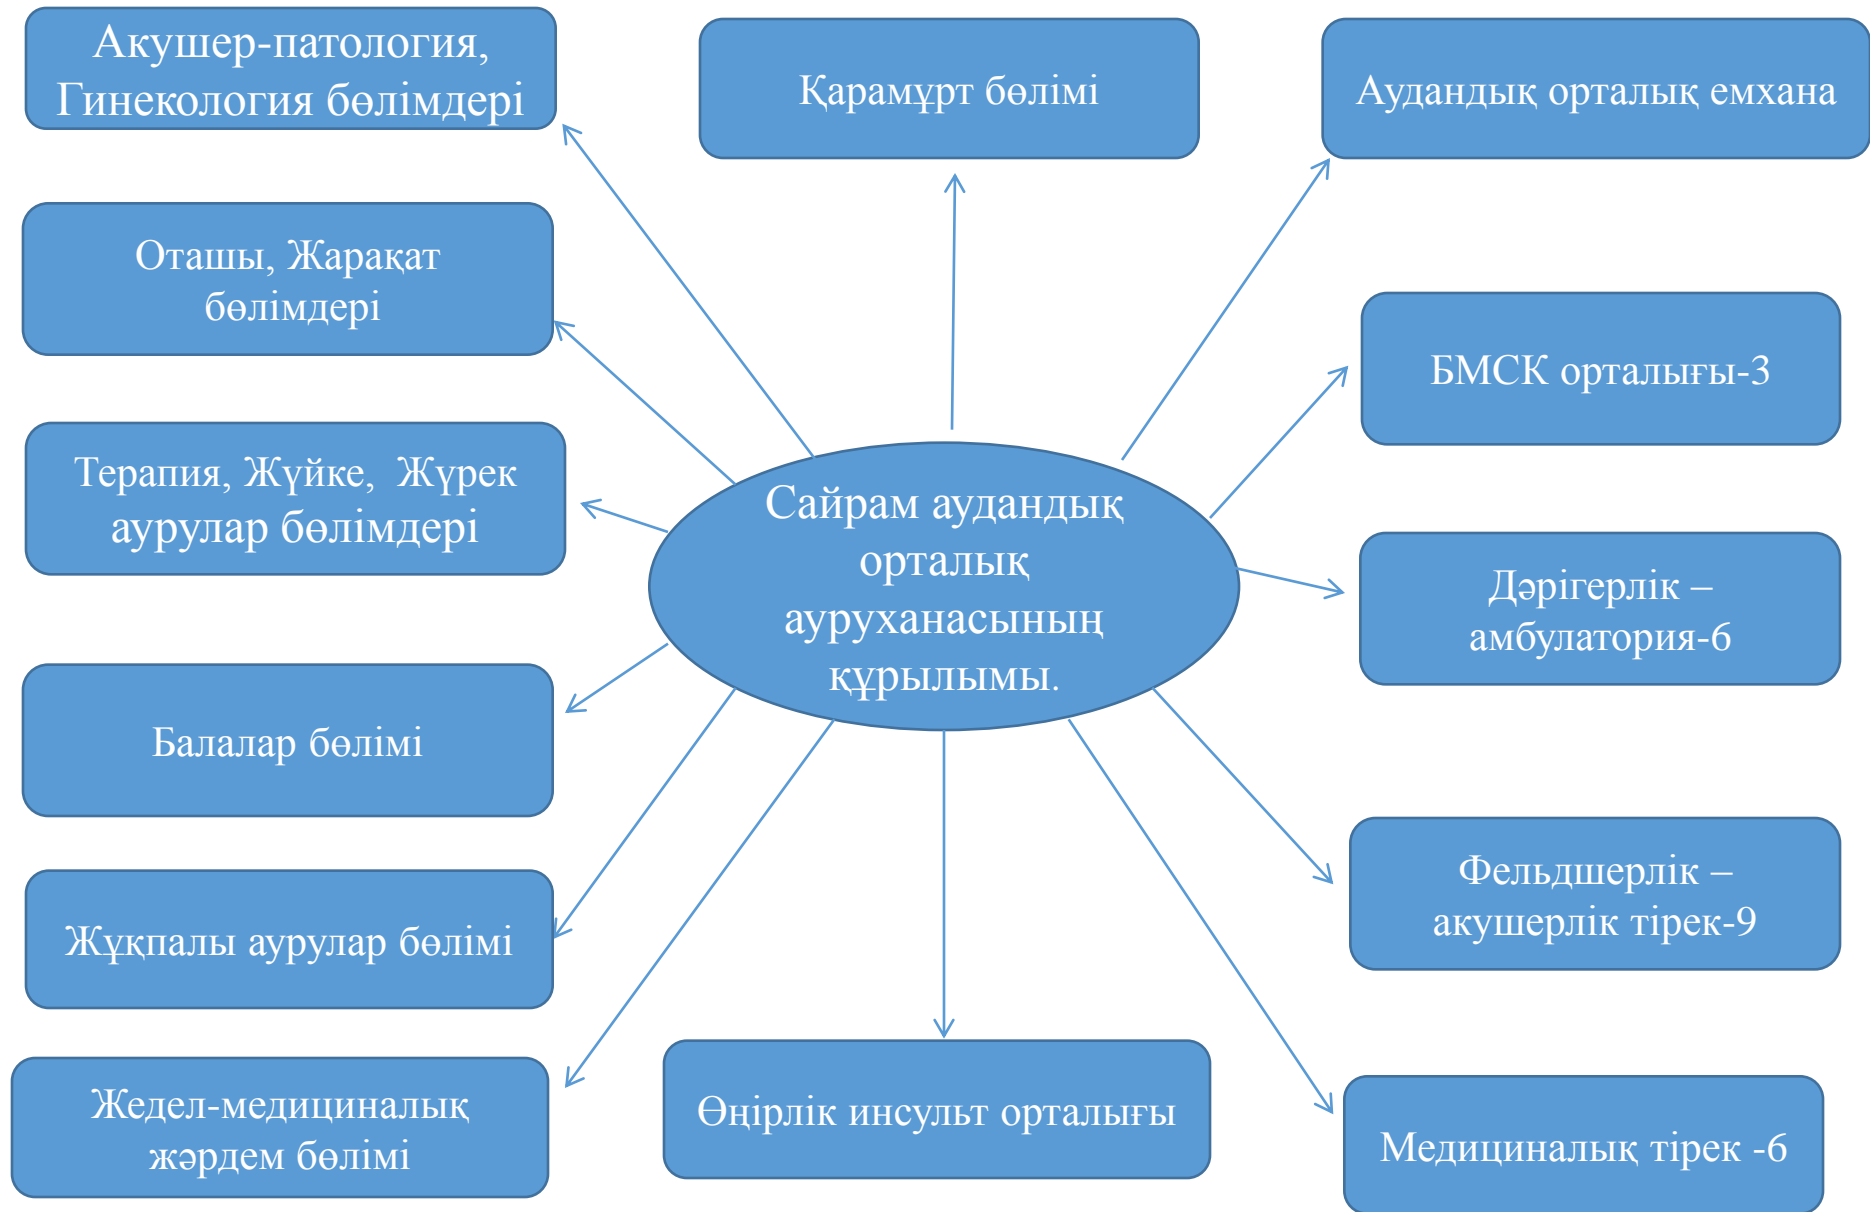 Акушер-патология,
Гинекология бөлімдері
Қарамұрт бөлімі
Аудандық орталық емхана
Оташы, Жарақат
бөлімдері
БМСК орталығы-3
Терапия, Жүйке,  Жүрек
аурулар бөлімдері
Сайрам аудандық
орталық
ауруханасының
құрылымы.
Дәрігерлік –
амбулатория-6
Балалар бөлімі
Фельдшерлік –
акушерлік тірек-9
Жұқпалы аурулар бөлімі
Жедел-медициналық
жәрдем бөлімі
Өңірлік инсульт орталығы
Медициналық тірек -6